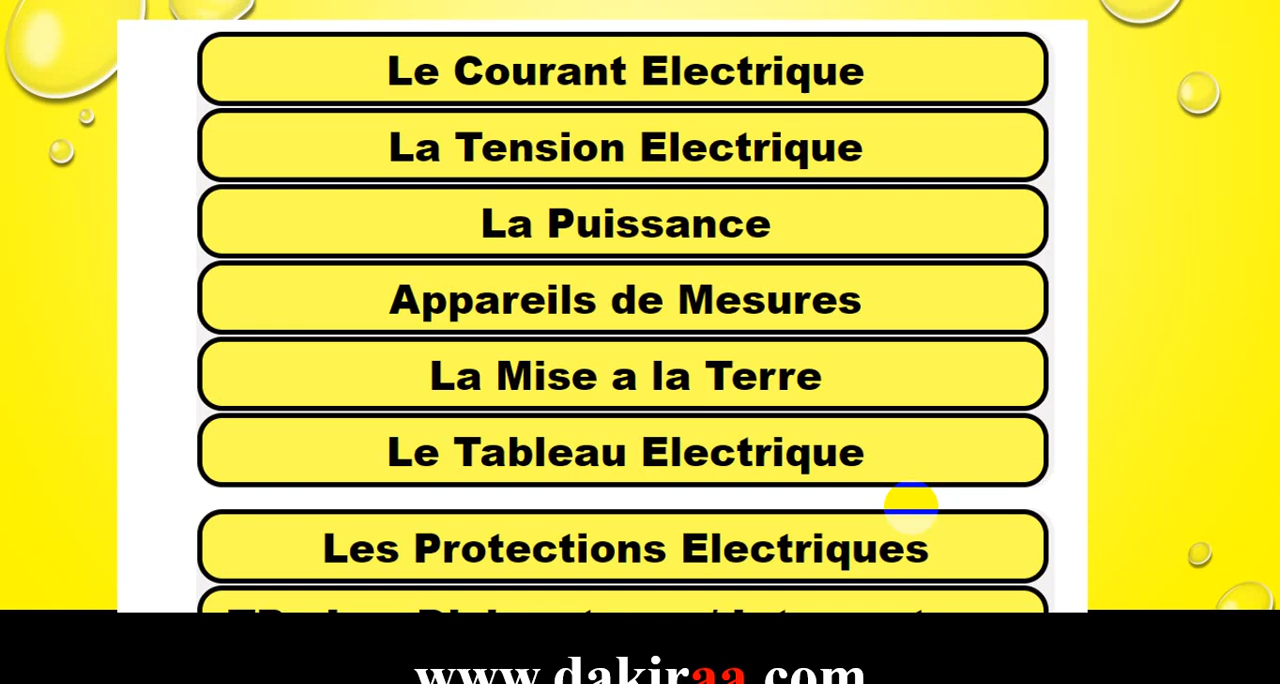 Le Courant Electrique
La Tension Electrique
La Puissance
Appareils de Mesures
La Mise a la Terre
Le Tableau Electrique
Les Protections Electriques
www.dakiraa.com